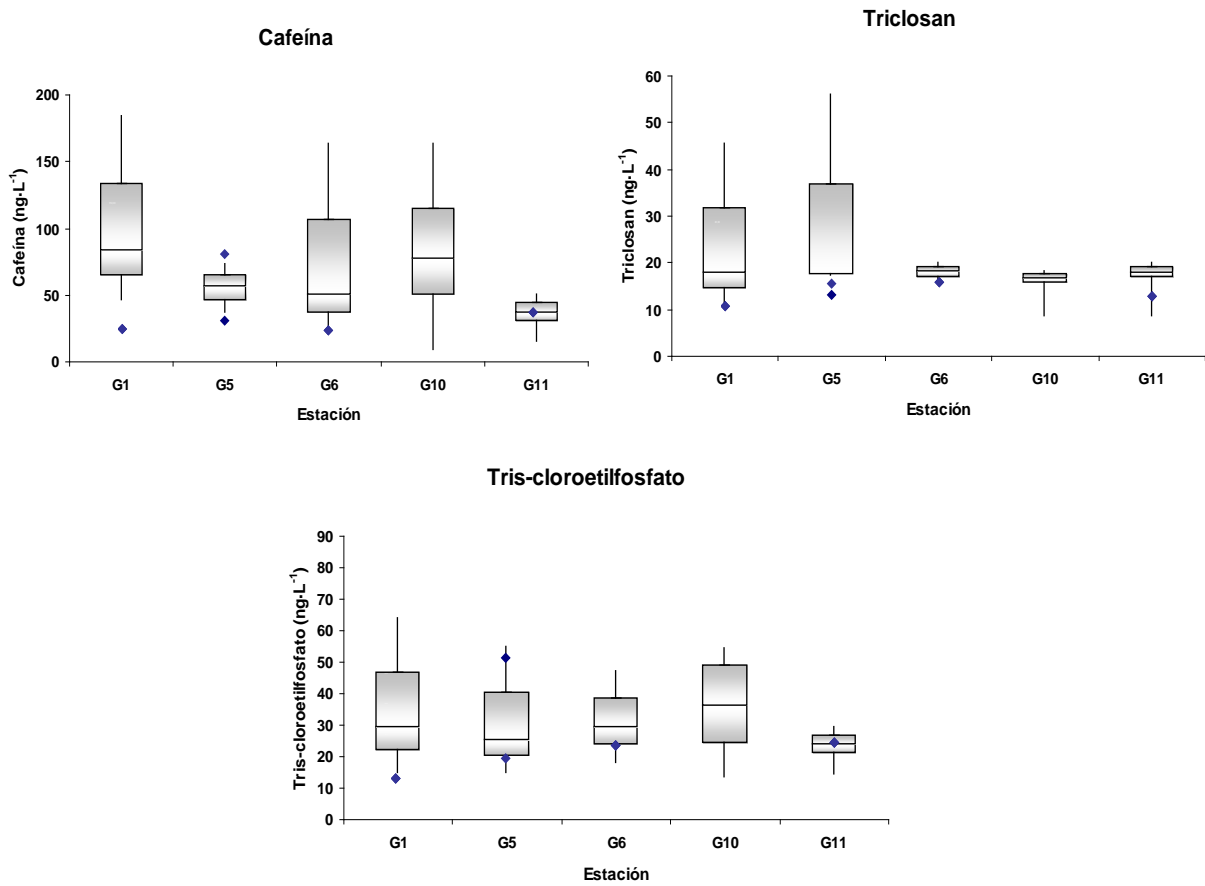 Cafeína
Cafeína (ng·L⁻¹)
200
150
100
50
0
G1 G5 G6 G10 G11
Estación
Triclosan
Triclosan (ng·L⁻¹)
60
50
40
30
20
10
0
G1 G5 G6 G10 G11
Estación
Tris-cloroetilfosfato
Tris-cloroetilfosfato (ng·L⁻¹)
90
80
70
60
50
40
30
20
10
0
G1 G5 G6 G10 G11
Estación